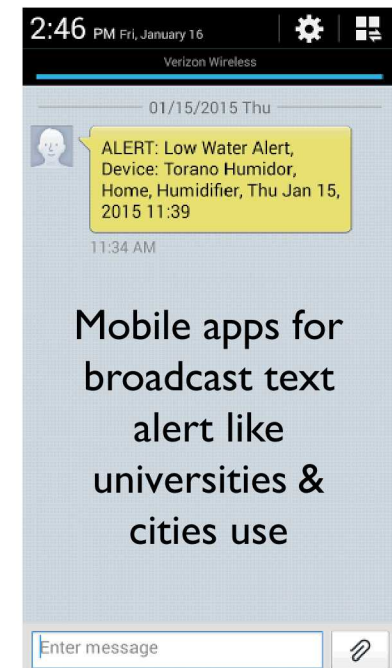 2:46 PM Fri, January 16
Verizon Wireless
01/15/2015 Thu
ALERT: Low Water Alert,
Device: Torano Humidor,
Home, Humidifier, Thu Jan 15,
2015 11:39
11:34 AM
Mobile apps for
broadcast text
alert like
universities &
cities use
Enter message